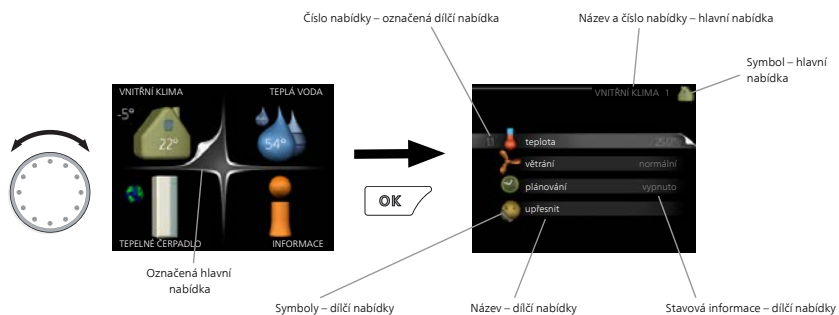 Číslo nabídky – označená dílčí nabídka
Název a číslo nabídky – hlavní nabídka
Symbol – hlavní
nabídka
VNITŘNÍ KLIMA
TEPLÁ VODA
-5°
22°
54°
TEPELNÉ ČERPADLO
INFORMACE
OK
VNITŘNÍ KLIMA 1
teplota
větrání
normální
plánování
vypnuto
upřesnit
Označená hlavní
nabídka
Symboly – dílčí nabídky
Název – dílčí nabídky
Stavová informace – dílčí nabídky